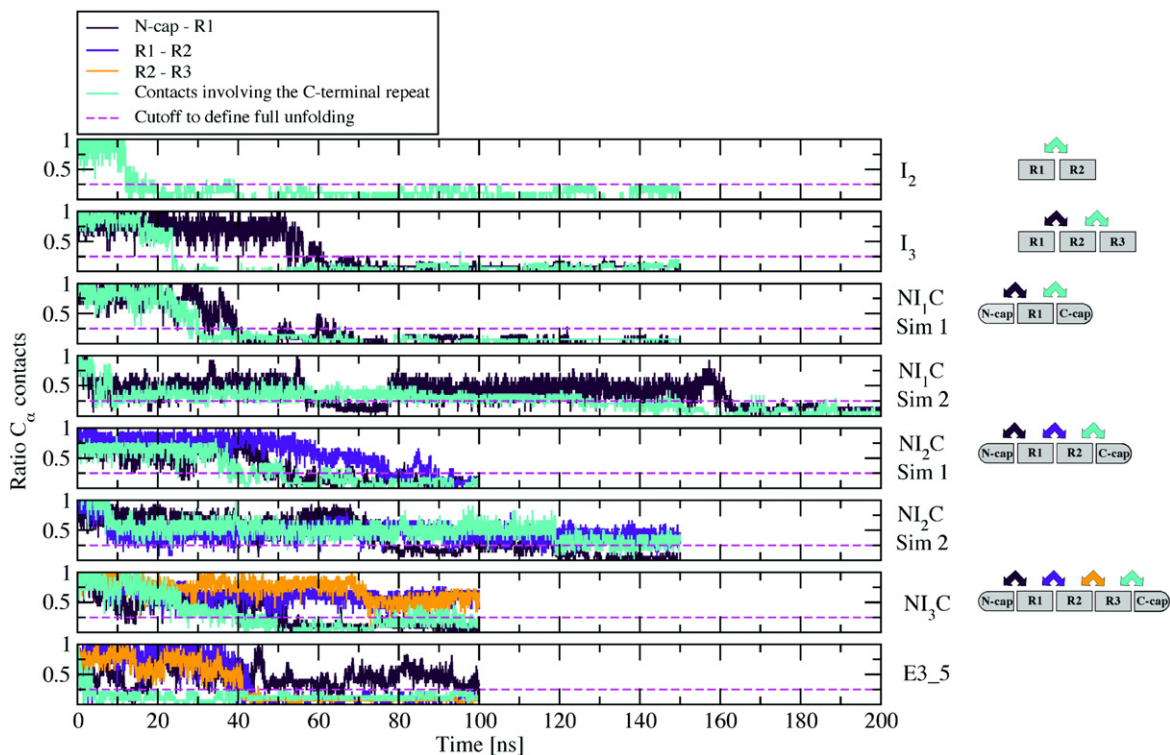 N-cap - R1
R1 - R2
R2 - R3
Contacts involving the C-terminal repeat
Cutoff to define full unfolding
Ratio Cα contacts
1
0.5
I2
R1 R2
1
0.5
I3
R1 R2 R3
1
0.5
NI1C
Sim 1
N-cap R1 C-cap
1
0.5
NI1C
Sim 2
1
0.5
NI2C
Sim 1
N-cap R1 R2 C-cap
1
0.5
NI2C
Sim 2
1
0.5
NI3C
N-cap R1 R2 R3 C-cap
1
0.5
E3_5
0 20 40 60 80 100 120 140 160 180 200
Time [ns]